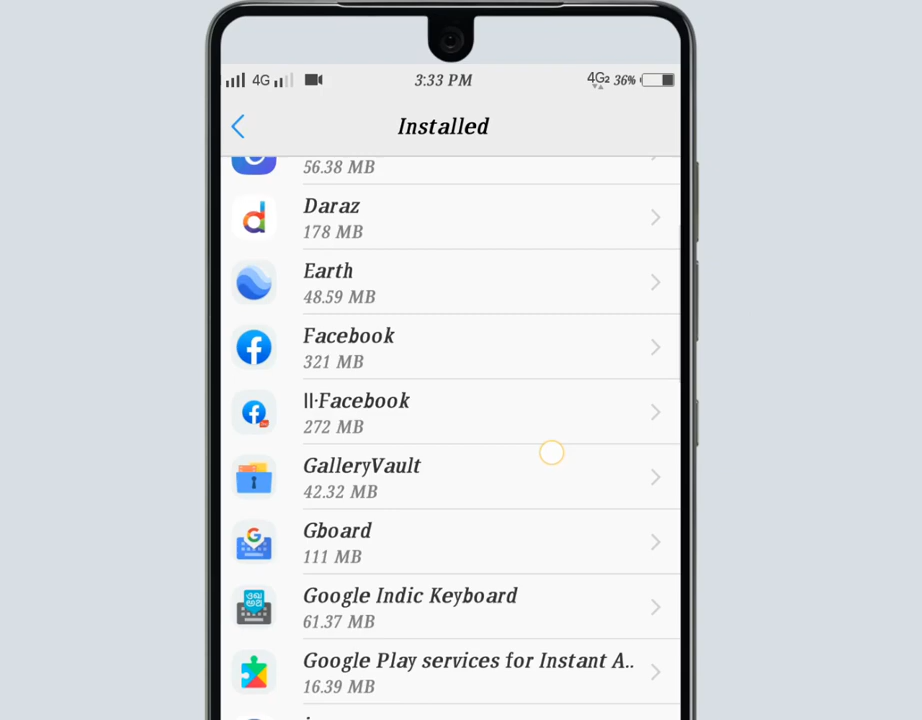 4G 3:33 PM 4G2 36%
Installed
56.38 MB
Daraz
178 MB
Earth
48.59 MB
Facebook
321 MB
II·Facebook
272 MB
GalleryVault
42.32 MB
Gboard
111 MB
Google Indic Keyboard
61.37 MB
Google Play services for Instant A..
16.39 MB